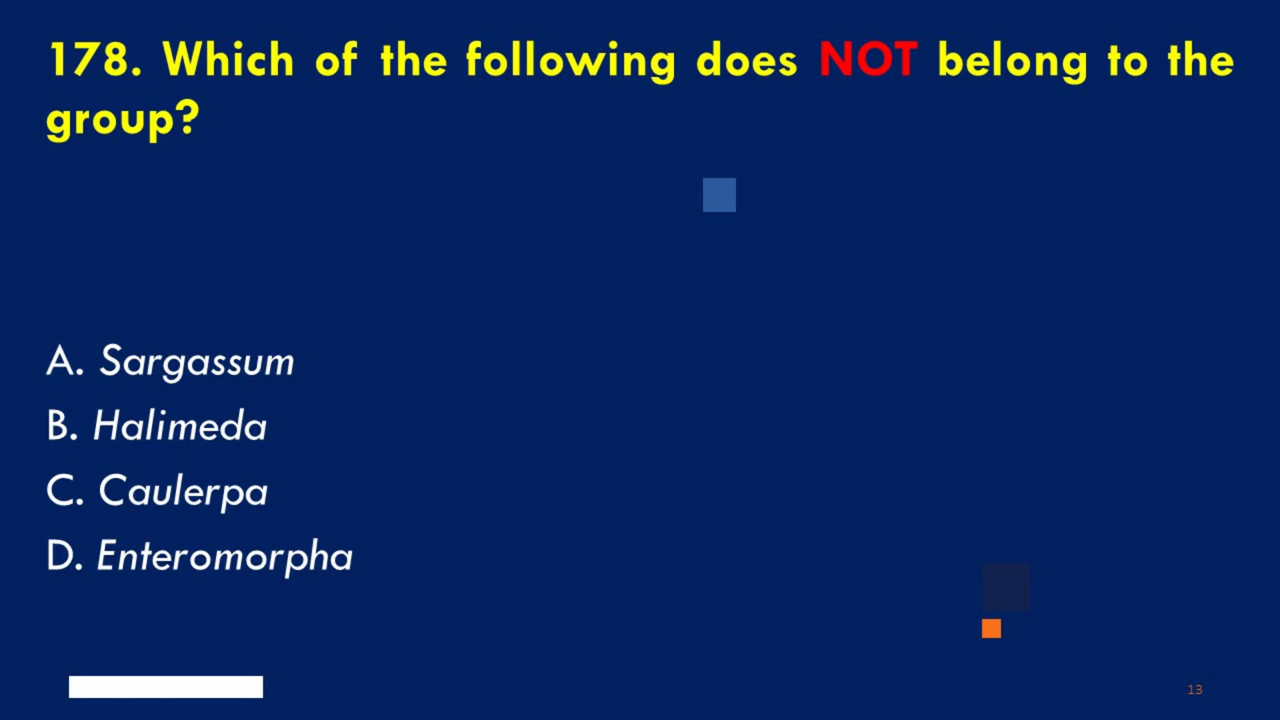 178. Which of the following does NOT belong to the
group?
A. Sargassum
B. Halimeda
C. Caulerpa
D. Enteromorpha
13